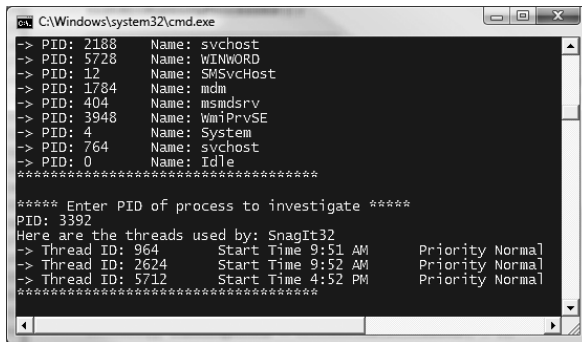 C:\Windows\system32\cmd.exe
-> PID: 2188 Name: svchost
-> PID: 5728 Name: WINWORD
-> PID: 12 Name: SMSvcHost
-> PID: 1784 Name: mdm
-> PID: 404 Name: msmdsrv
-> PID: 3948 Name: WmiPrvSE
-> PID: 4 Name: System
-> PID: 764 Name: svchost
-> PID: 0 Name: Idle
************************************
***** Enter PID of process to investigate *****
PID: 3392
Here are the threads used by: SnagIt32
-> Thread ID: 964 Start Time 9:51 AM Priority Normal
-> Thread ID: 2624 Start Time 9:52 AM Priority Normal
-> Thread ID: 5712 Start Time 4:52 PM Priority Normal
************************************